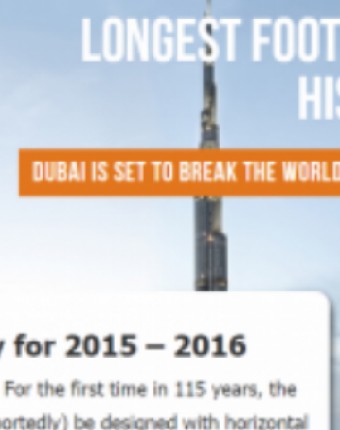 LONGEST FOOT
HIS
DUBAI IS SET TO BREAK THE WORLD
y for 2015 – 2016
For the first time in 115 years, the
portedly) be designed with horizontal